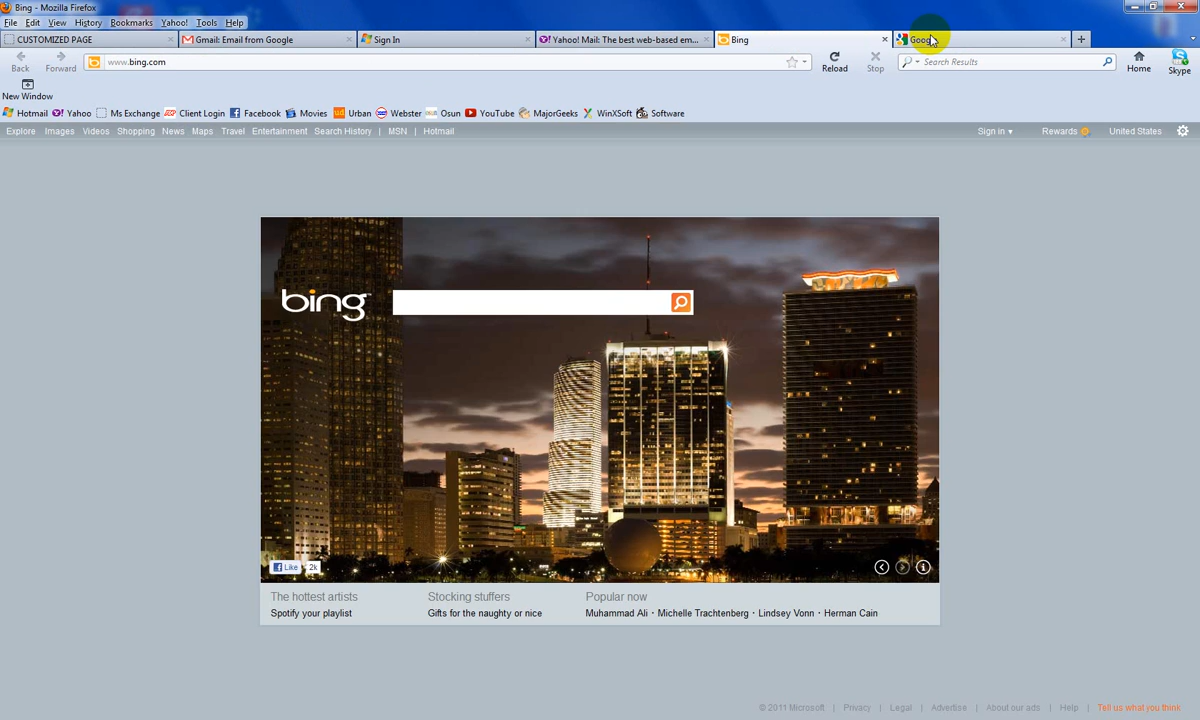 Bing - Mozilla Firefox
File Edit View History Bookmarks Yahoo! Tools Help
CUSTOMIZED PAGE Gmail: Email from Google Sign In Yahoo! Mail: The best web-based em... Bing Google
Back Forward www.bing.com Reload Stop Search Results Home Skype
New Window
Hotmail Yahoo Ms Exchange Client Login Facebook Movies Urban Webster Osun YouTube MajorGeeks WinXSoft Software
Explore Images Videos Shopping News Maps Travel Entertainment Search History | MSN | Hotmail Sign in Rewards United States
bing
Like 2k
The hottest artists Stocking stuffers Popular now
Spotify your playlist Gifts for the naughty or nice Muhammad Ali · Michelle Trachtenberg · Lindsey Vonn · Herman Cain
© 2011 Microsoft | Privacy | Legal | Advertise | About our ads | Help | Tell us what you think